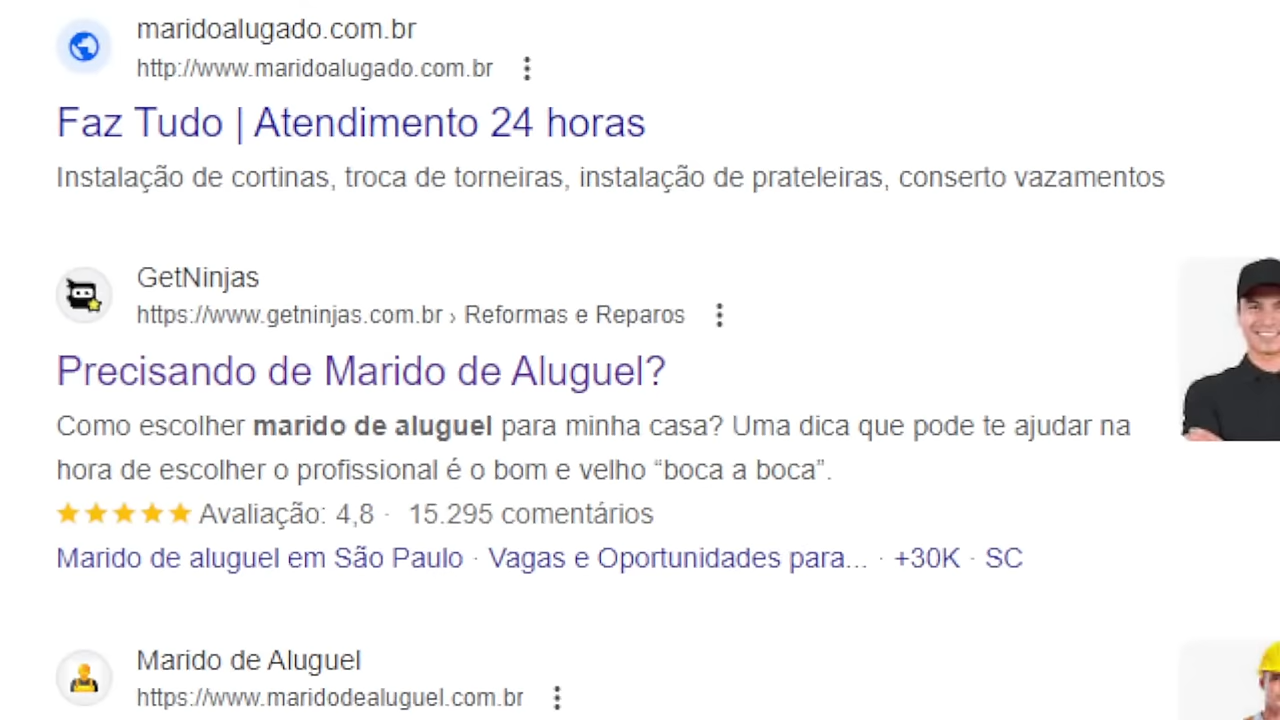 maridoalugado.com.br
http://www.maridoalugado.com.br
Faz Tudo | Atendimento 24 horas
Instalação de cortinas, troca de torneiras, instalação de prateleiras, conserto vazamentos
GetNinjas
https://www.getninjas.com.br › Reformas e Reparos
Precisando de Marido de Aluguel?
Como escolher marido de aluguel para minha casa? Uma dica que pode te ajudar na
hora de escolher o profissional é o bom e velho “boca a boca”.
Avaliação: 4,8 · 15.295 comentários
Marido de aluguel em São Paulo · Vagas e Oportunidades para... · +30K · SC
Marido de Aluguel
https://www.maridodealuguel.com.br